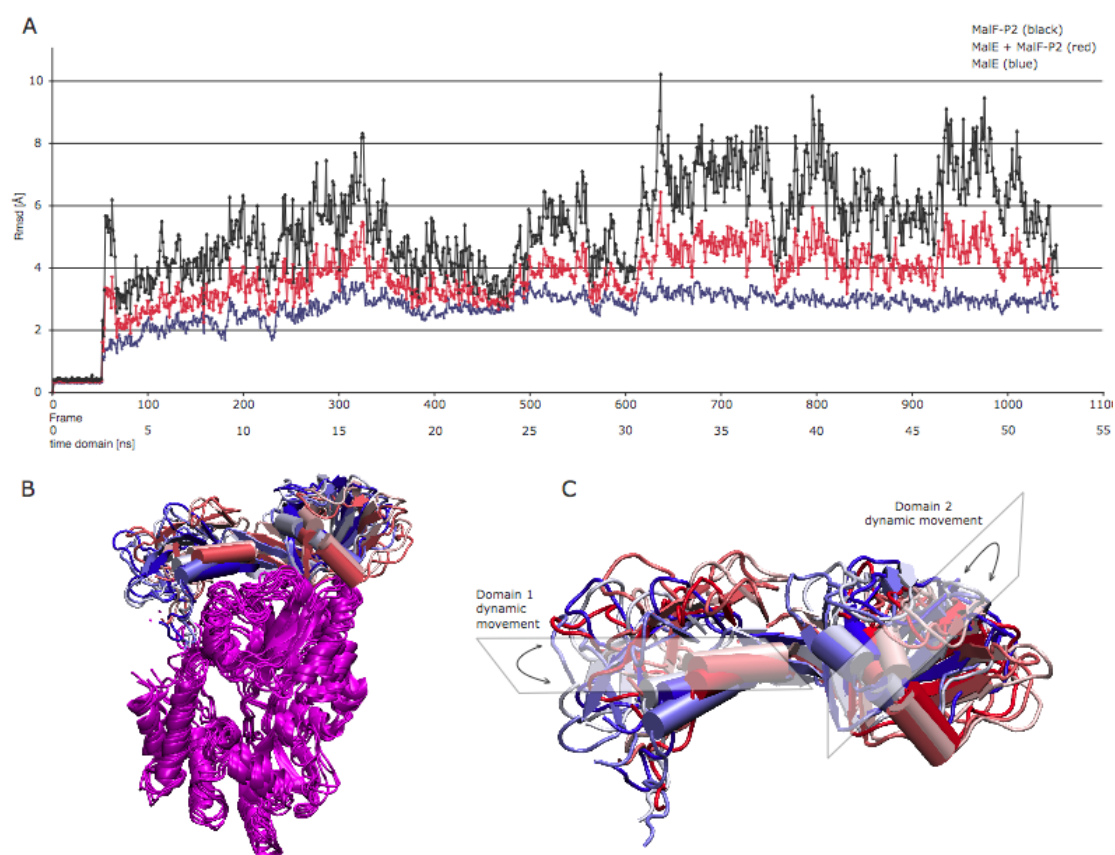 A
MalF-P2 (black)
MalE + MalF-P2 (red)
MalE (blue)
Rmsd [Å]
10
8
6
4
2
0
0 100 200 300 400 500 600 700 800 900 1000 1100
Frame
0 5 10 15 20 25 30 35 40 45 50 55
time domain [ns]
B
C
Domain 2
dynamic movement
Domain 1
dynamic
movement